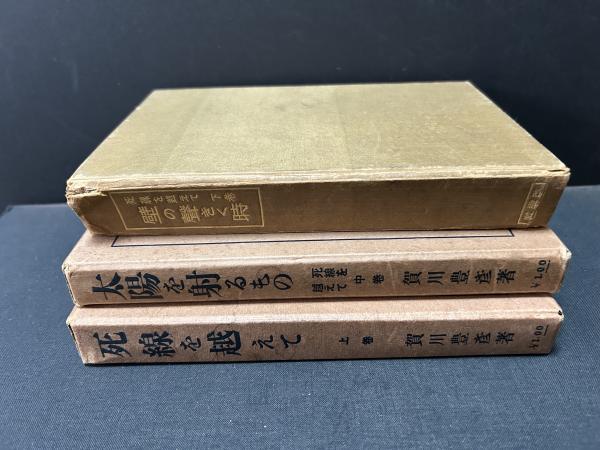 死線を越えて 下巻
壁の聲きく時
太陽を射るもの
死線を
越えて
中巻
賀川豊彦著
¥1.00
死線を越えて
上巻
賀川豊彦著
¥1.00